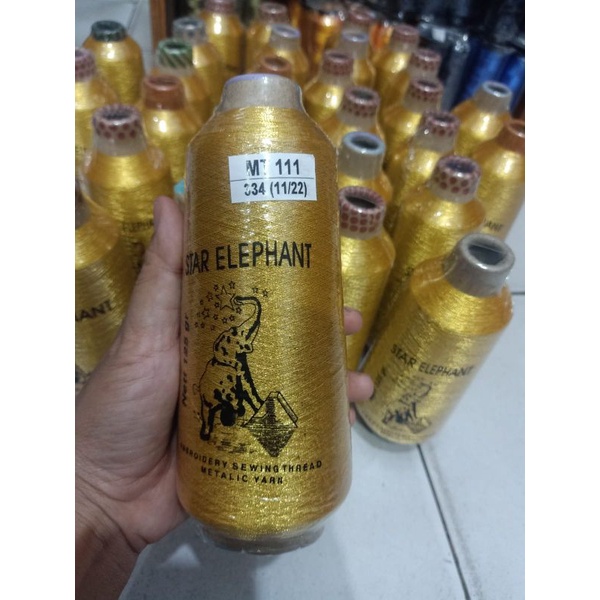 MT 111
334 (11/22)
STAR ELEPHANT
EMBROIDERY SEWING THREAD
METALIC YARN
STAR ELEPHANT